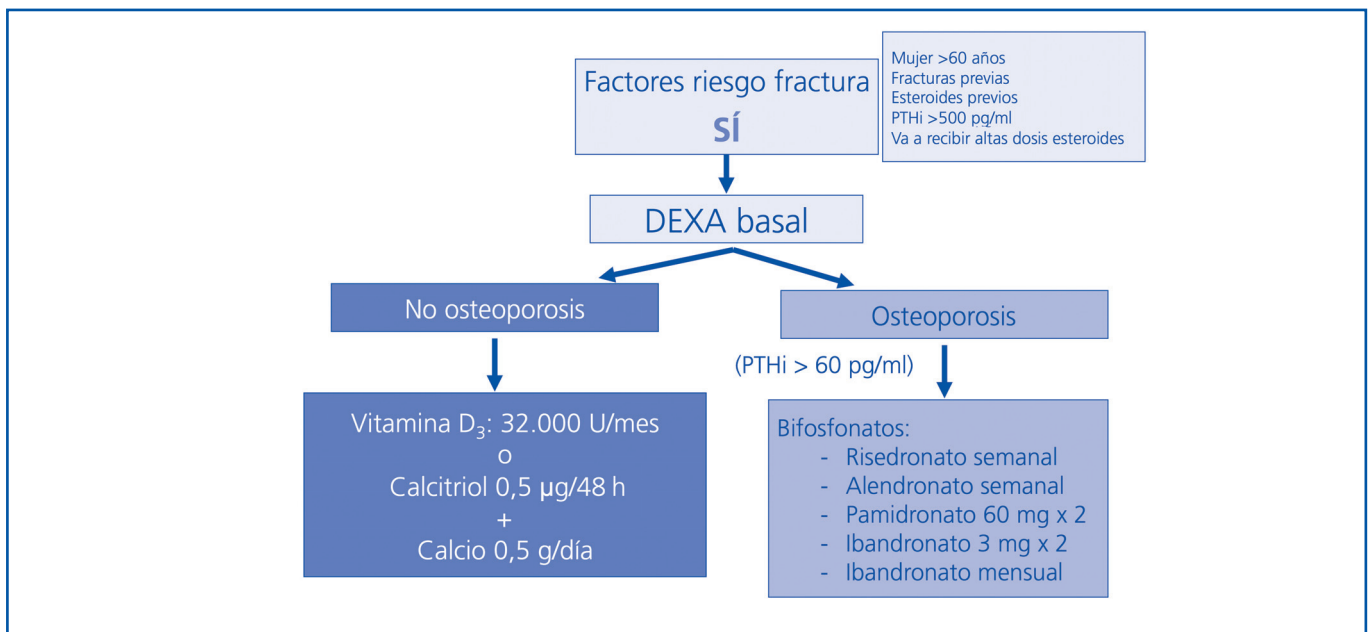 Factores riesgo fractura
SÍ
Mujer >60 años
Fracturas previas
Esteroides previos
PTHi >500 pg/ml
Va a recibir altas dosis esteroides
DEXA basal
No osteoporosis
Osteoporosis
(PTHi > 60 pg/ml)
Vitamina D₃: 32.000 U/mes
o
Calcitriol 0,5 µg/48 h
+
Calcio 0,5 g/día
Bifosfonatos:
- Risedronato semanal
- Alendronato semanal
- Pamidronato 60 mg x 2
- Ibandronato 3 mg x 2
- Ibandronato mensual